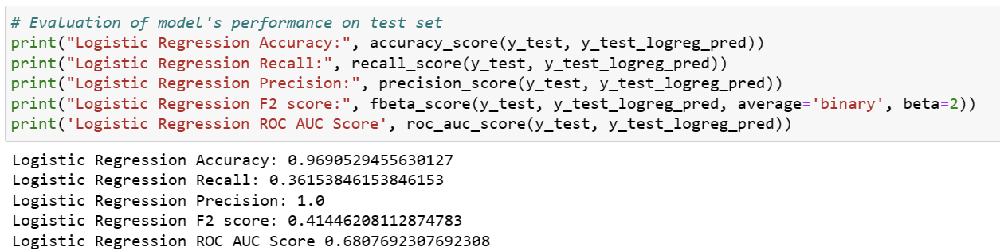 # Evaluation of model's performance on test set
print("Logistic Regression Accuracy:", accuracy_score(y_test, y_test_logreg_pred))
print("Logistic Regression Recall:", recall_score(y_test, y_test_logreg_pred))
print("Logistic Regression Precision:", precision_score(y_test, y_test_logreg_pred))
print("Logistic Regression F2 score:", fbeta_score(y_test, y_test_logreg_pred, average='binary', beta=2))
print('Logistic Regression ROC AUC Score', roc_auc_score(y_test, y_test_logreg_pred))
Logistic Regression Accuracy: 0.9690529455630127
Logistic Regression Recall: 0.36153846153846153
Logistic Regression Precision: 1.0
Logistic Regression F2 score: 0.41446208112874783
Logistic Regression ROC AUC Score 0.6807692307692308